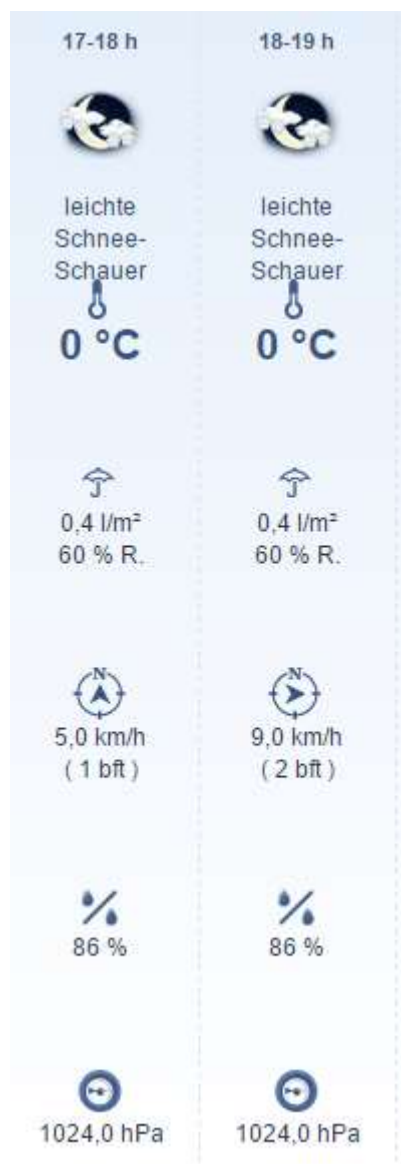 17-18 h
18-19 h
leichte
Schnee-
Schauer
leichte
Schnee-
Schauer
0 °C
0 °C
0,4 l/m²
60 % R.
0,4 l/m²
60 % R.
N
5,0 km/h
( 1 bft )
N
9,0 km/h
( 2 bft )
86 %
86 %
1024,0 hPa
1024,0 hPa